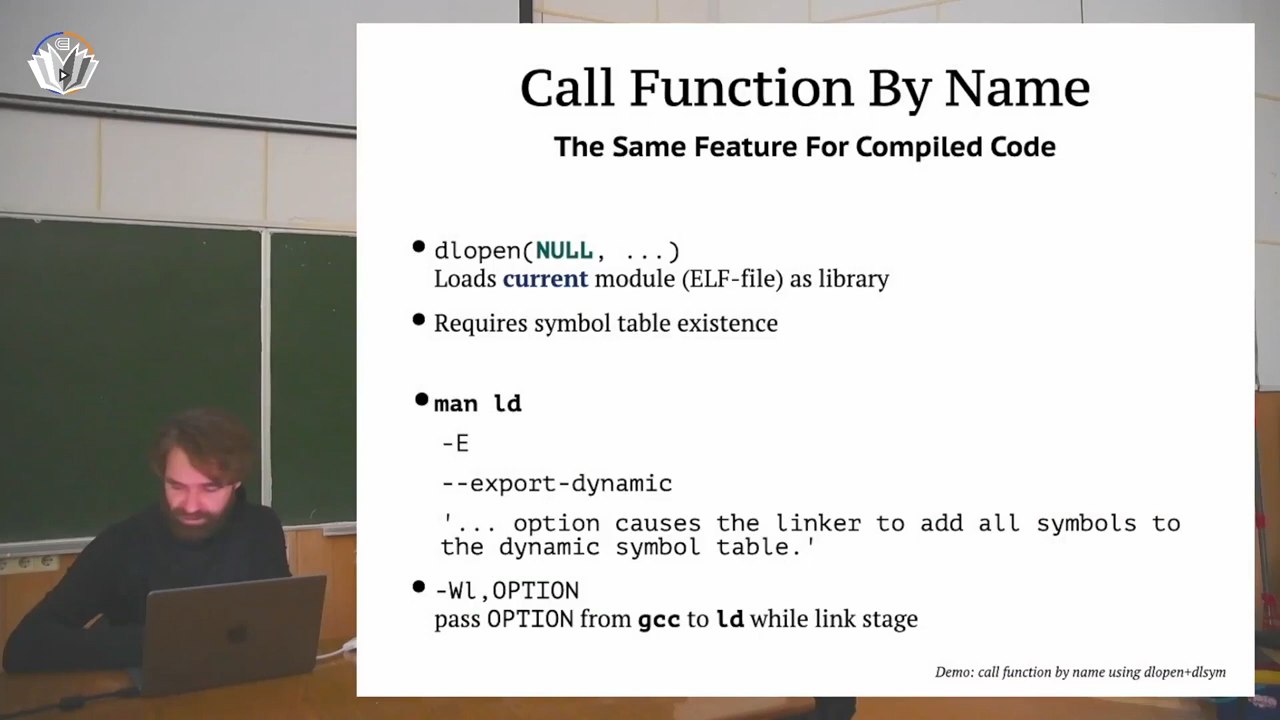 Call Function By Name
The Same Feature For Compiled Code
dlopen(NULL, ...)
Loads current module (ELF-file) as library
Requires symbol table existence
man ld
-E
--export-dynamic
'... option causes the linker to add all symbols to
the dynamic symbol table.'
-Wl,OPTION
pass OPTION from gcc to ld while link stage
Demo: call function by name using dlopen+dlsym